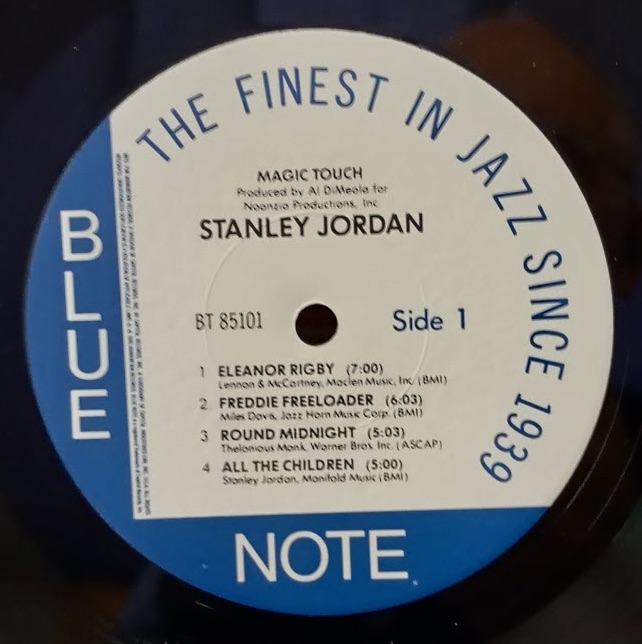 THE FINEST IN JAZZ SINCE 1939
MAGIC TOUCH
Produced by Al DiMeola for
Noonzio Productions, Inc.
STANLEY JORDAN
BT 85101
Side 1
1 ELEANOR RIGBY (7:00)
Lennon & McCartney, Maclen Music, Inc. (BMI)
2 FREDDIE FREELOADER (6:03)
Miles Davis, Jazz Horn Music Corp. (BMI)
3 ROUND MIDNIGHT (5:03)
Thelonious Monk, Warner Bros. Inc. (ASCAP)
4 ALL THE CHILDREN (5:00)
Stanley Jordan, Manifold Music (BMI)
BLUE
NOTE